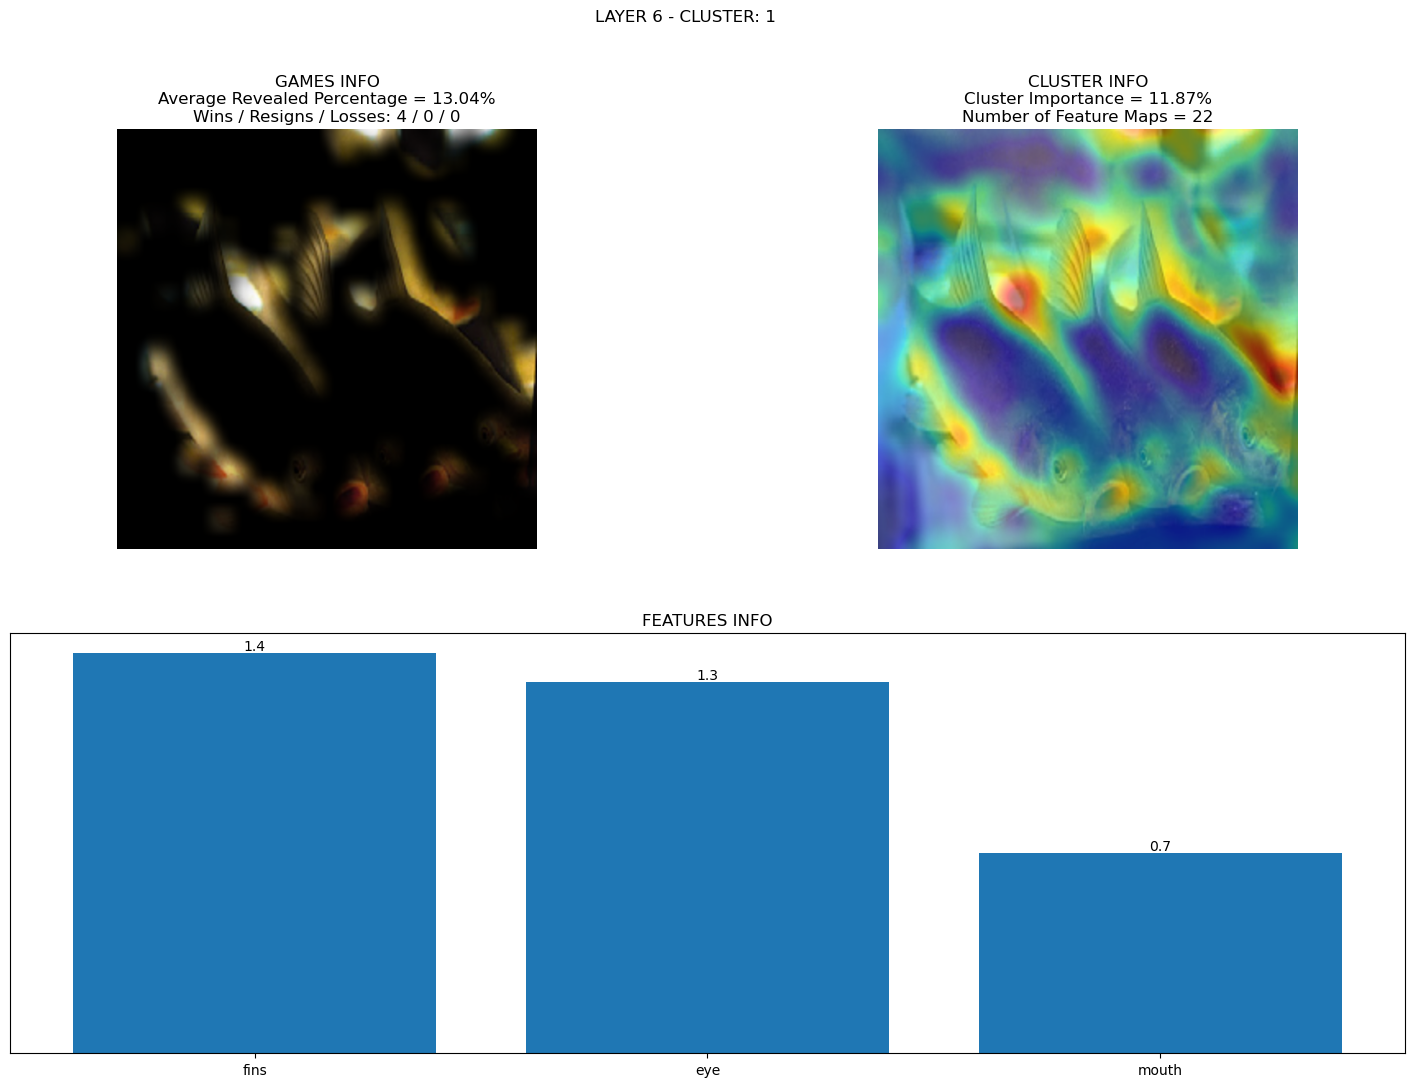 LAYER 6 - CLUSTER: 1
GAMES INFO
Average Revealed Percentage = 13.04%
Wins / Resigns / Losses: 4 / 0 / 0
CLUSTER INFO
Cluster Importance = 11.87%
Number of Feature Maps = 22
FEATURES INFO
1.4
1.3
0.7
fins
eye
mouth